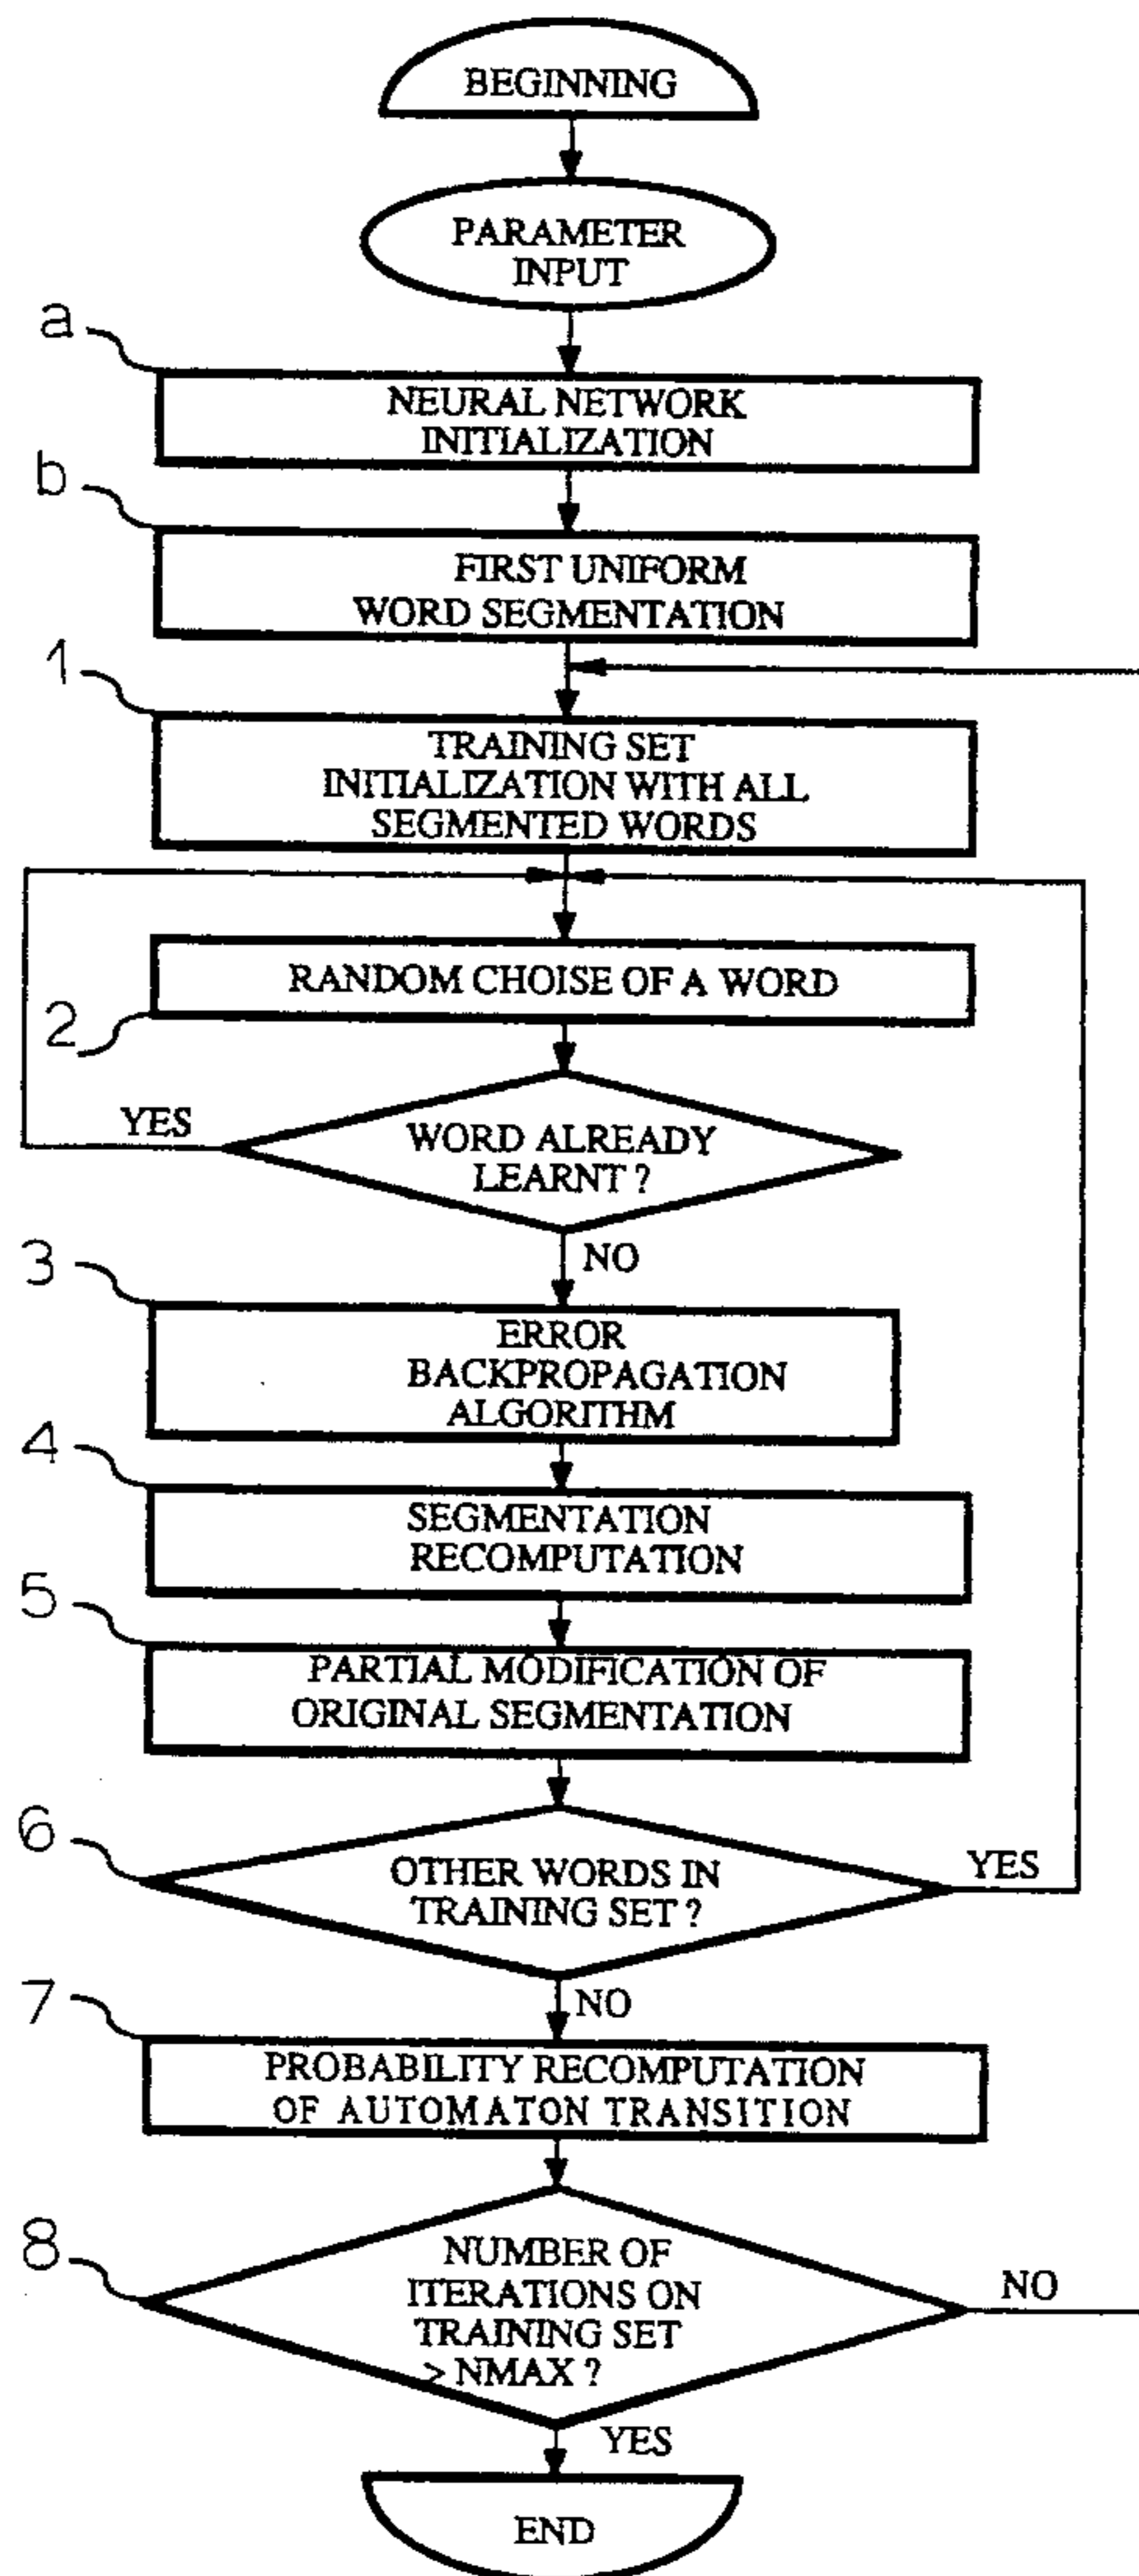 BEGINNING
PARAMETER
INPUT
a
NEURAL NETWORK
INITIALIZATION
b
FIRST UNIFORM
WORD SEGMENTATION
1
TRAINING SET
INITIALIZATION WITH ALL
SEGMENTED WORDS
RANDOM CHOISE OF A WORD
2
YES
WORD ALREADY
LEARNT ?
NO
3
ERROR
BACKPROPAGATION
ALGORITHM
4
SEGMENTATION
RECOMPUTATION
5
PARTIAL MODIFICATION OF
ORIGINAL SEGMENTATION
6
OTHER WORDS IN
TRAINING SET ?
YES
NO
7
PROBABILITY RECOMPUTATION
OF AUTOMATON TRANSITION
8
NUMBER OF
ITERATIONS ON
TRAINING SET
> NMAX ?
NO
YES
END